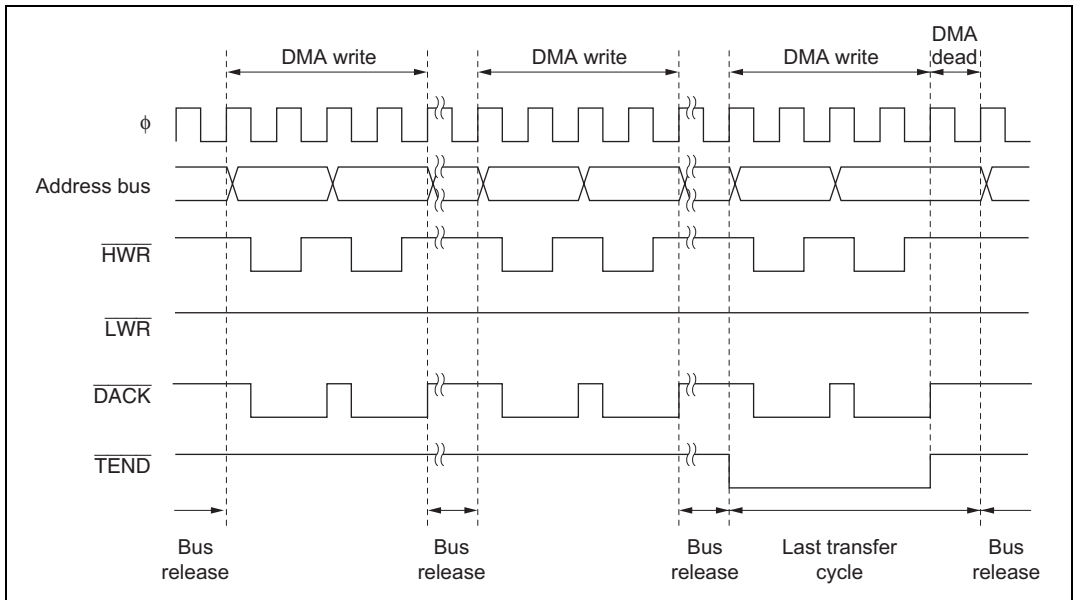 DMA write
DMA write
DMA write
DMA
dead
φ
Address bus
HWR
LWR
DACK
TEND
Bus
release
Bus
release
Bus
release
Last transfer
cycle
Bus
release